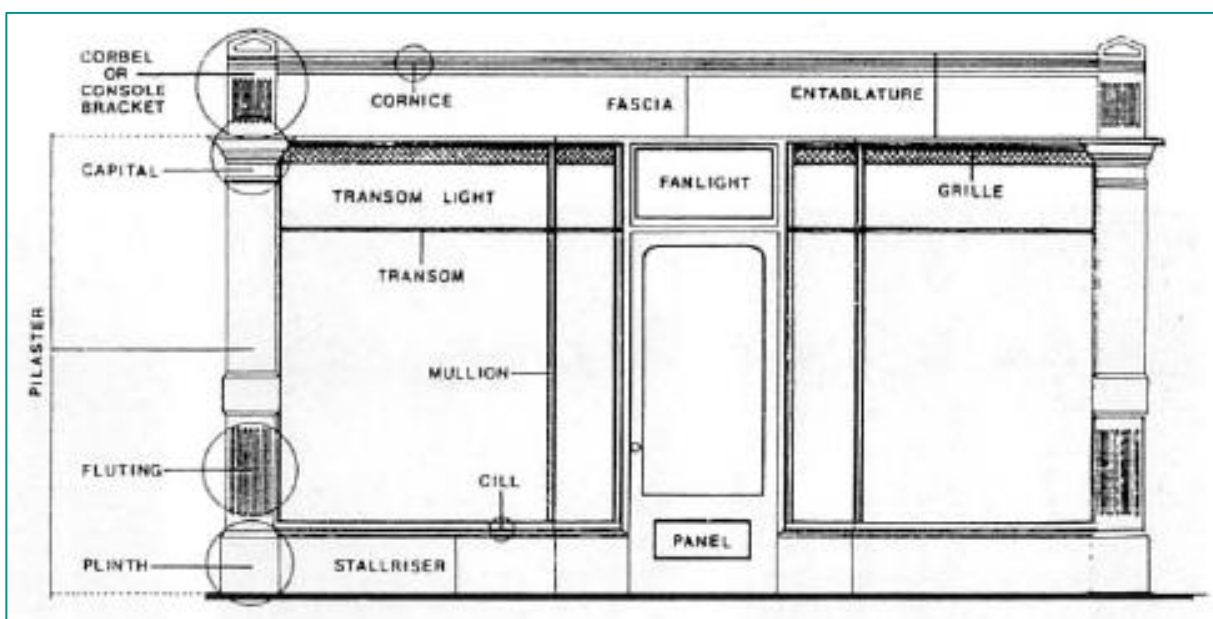 CORBEL
OR
CONSOLE
BRACKET
CORNICE
FASCIA
ENTABLATURE
CAPITAL
TRANSOM LIGHT
FANLIGHT
GRILLE
TRANSOM
PILASTER
MULLION
FLUTING
CILL
PLINTH
STALLRISER
PANEL